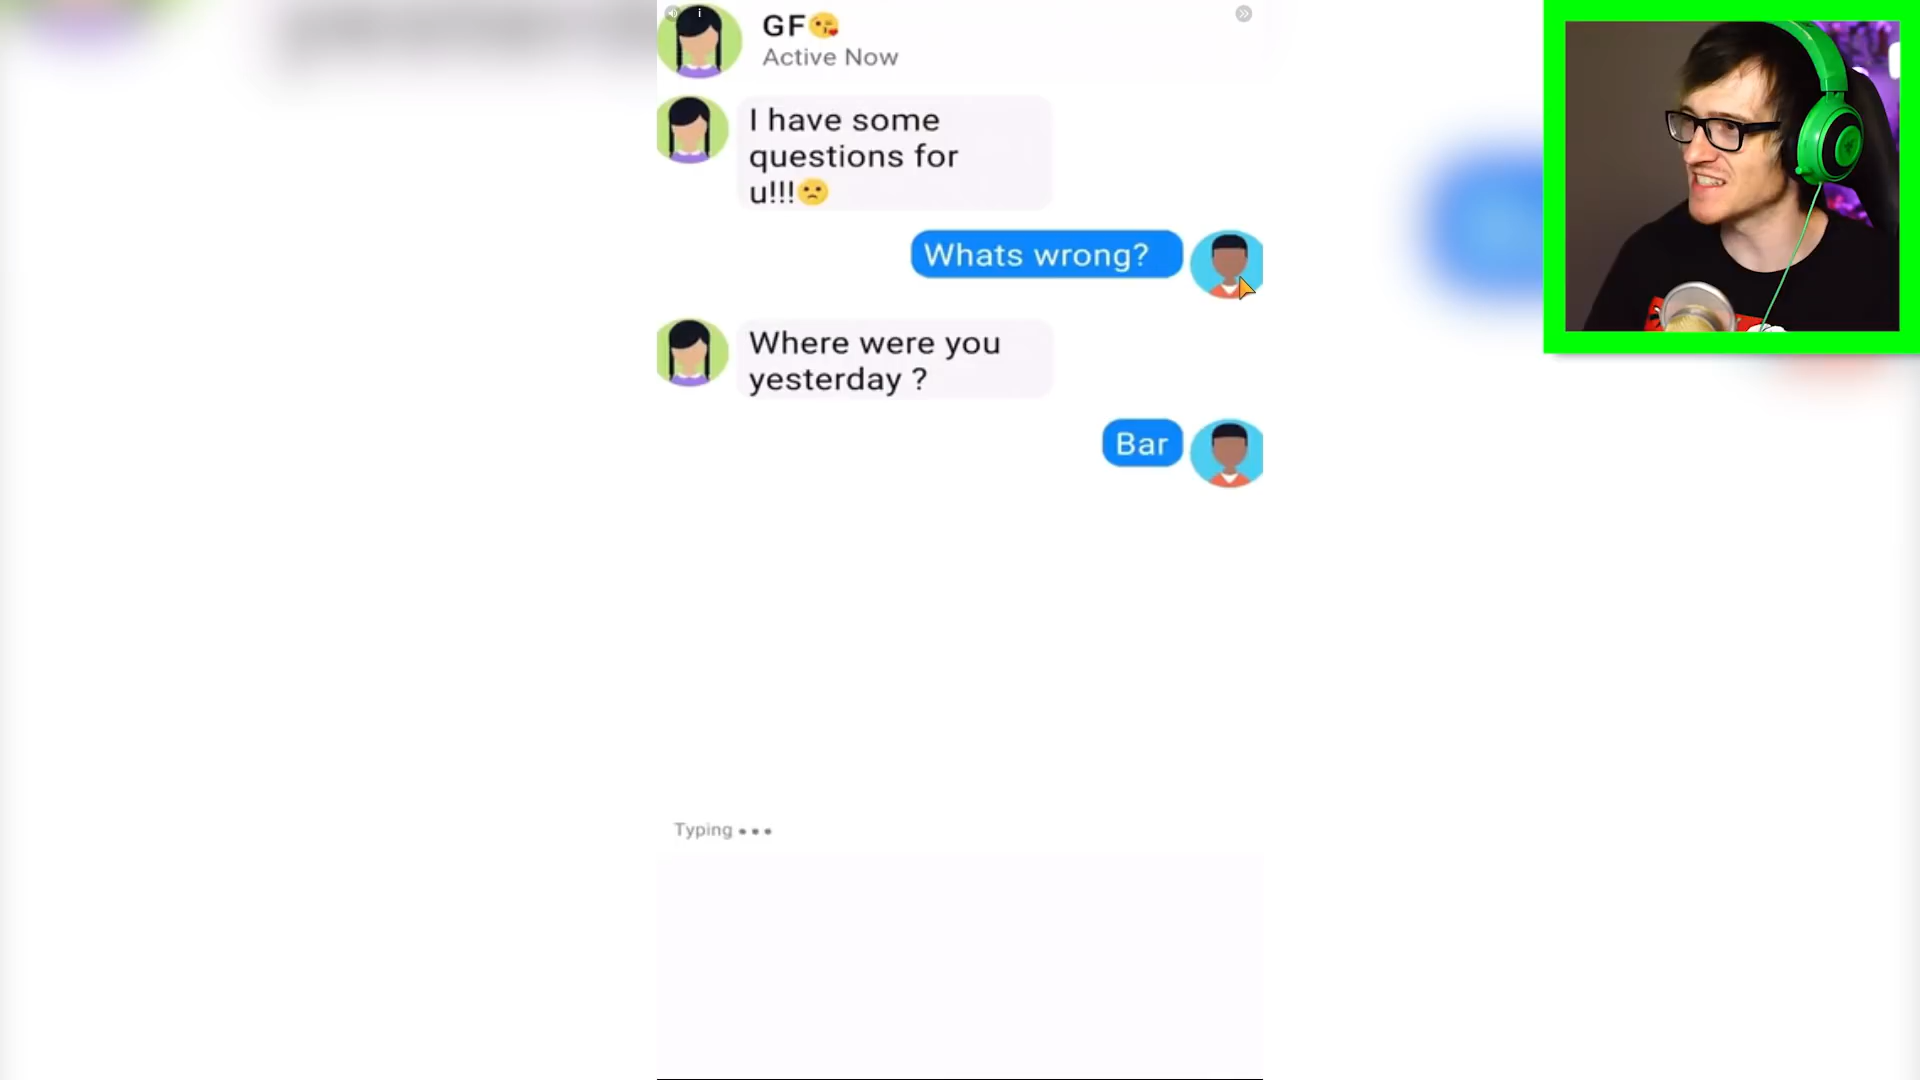 GF😘
Active Now
I have some
questions for
u!!!🙁
Whats wrong?
Where were you
yesterday ?
Bar
Typing •••